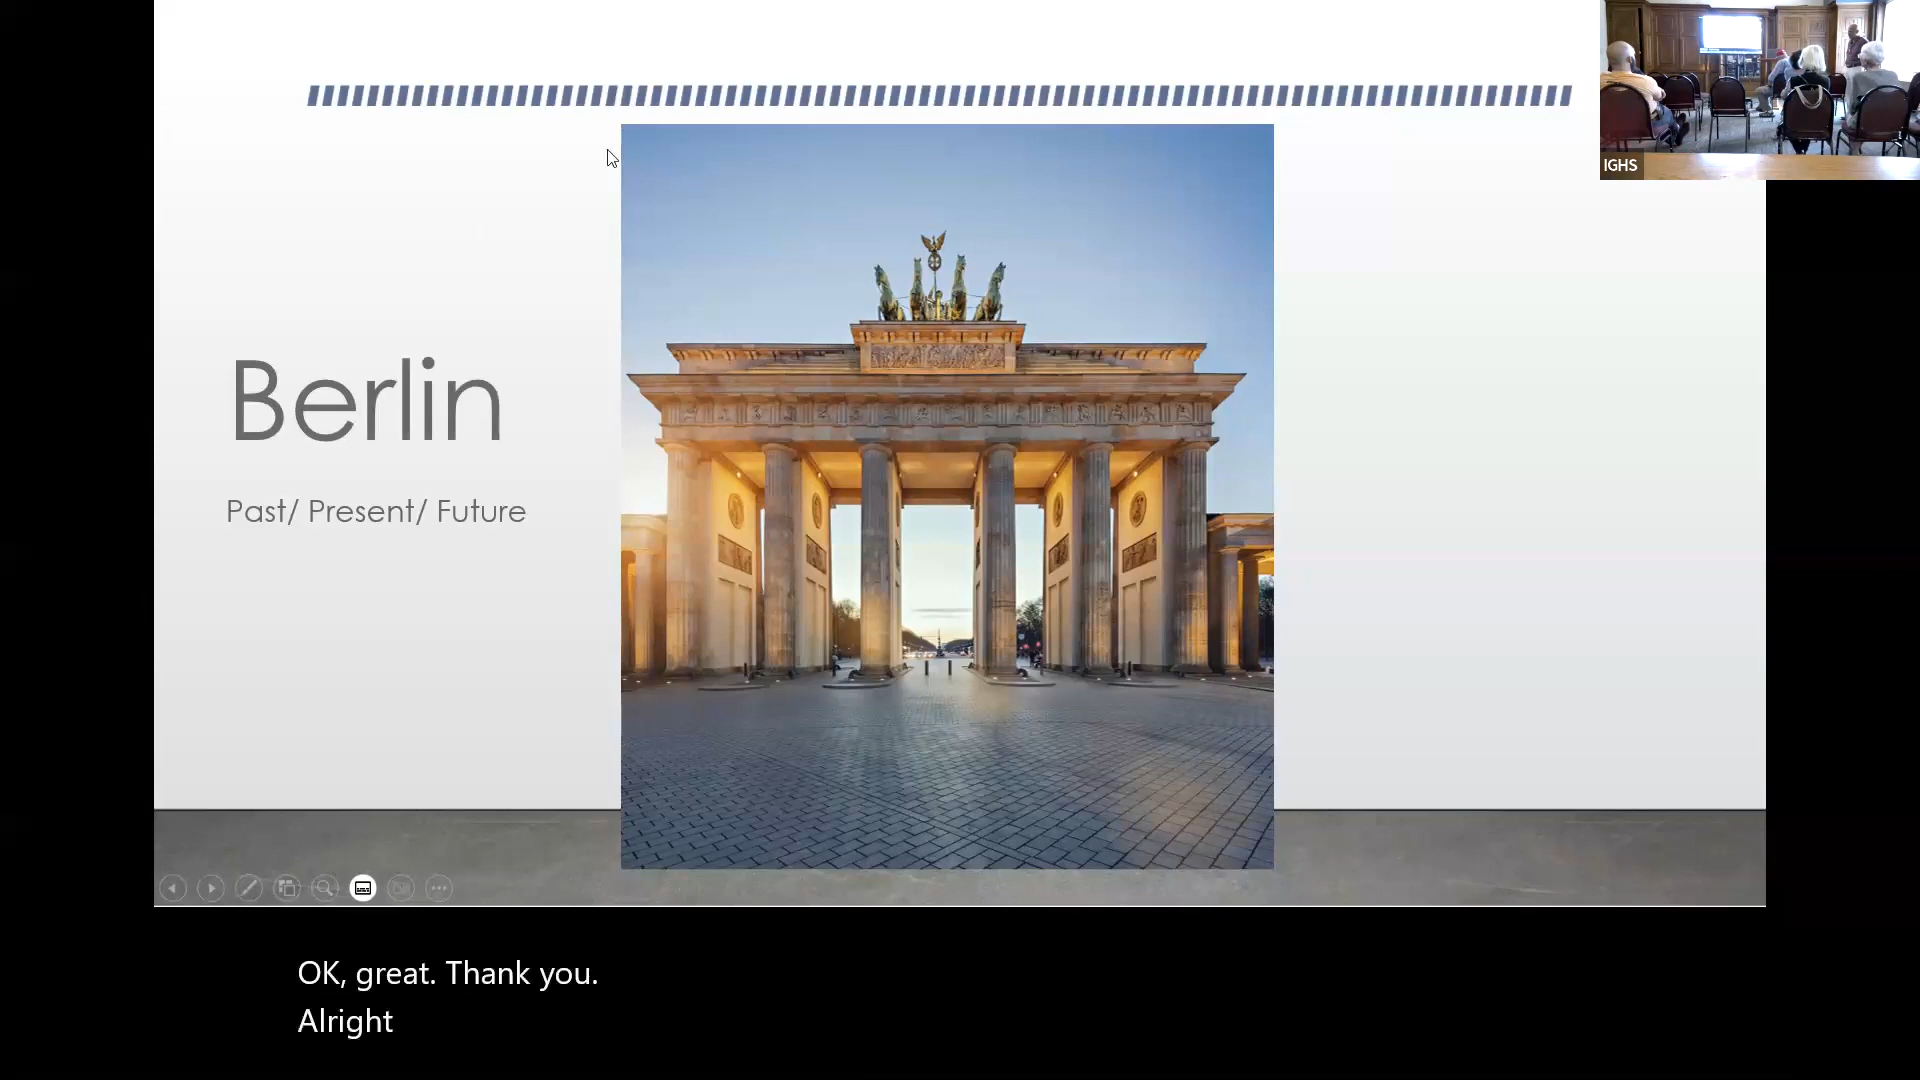 IGHS
Berlin
Past/ Present/ Future
OK, great. Thank you.
Alright